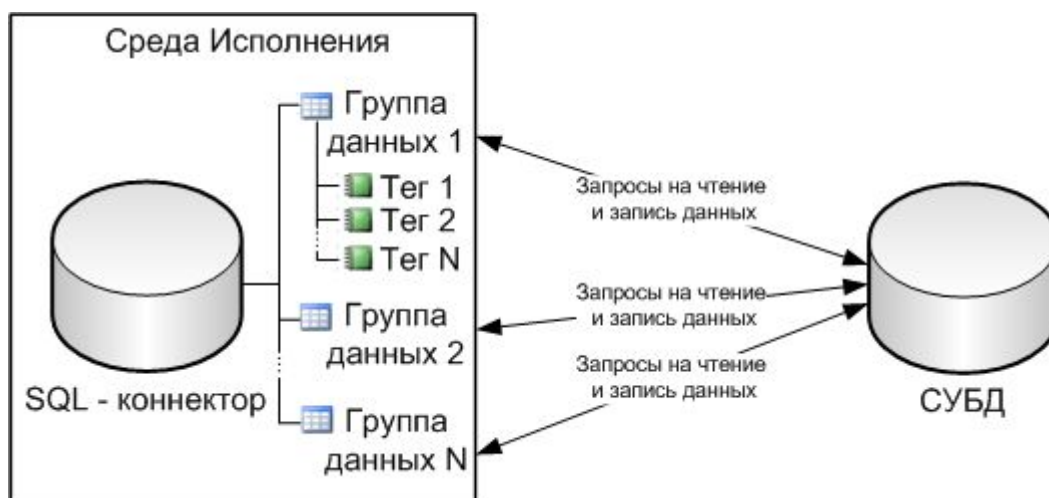 Среда Исполнения
Группа
данных 1
Тег 1
Тег 2
Тег N
Группа
данных 2
Группа
данных N
SQL - коннектор
Запросы на чтение
и запись данных
Запросы на чтение
и запись данных
Запросы на чтение
и запись данных
СУБД